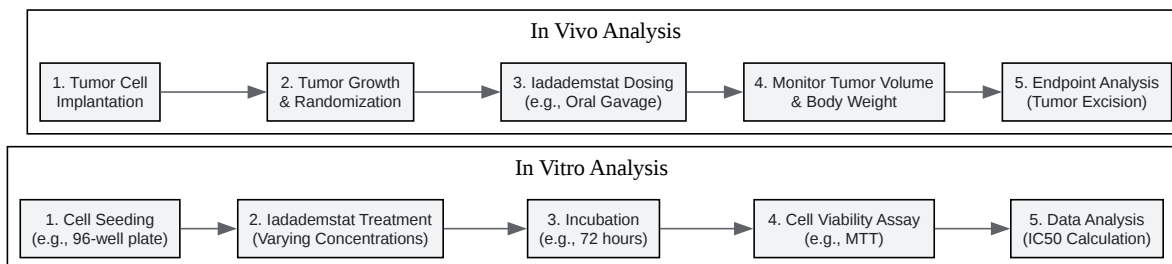 In Vivo Analysis
1. Tumor Cell
Implantation
2. Tumor Growth
& Randomization
3. Iadademstat Dosing
(e.g., Oral Gavage)
4. Monitor Tumor Volume
& Body Weight
5. Endpoint Analysis
(Tumor Excision)
In Vitro Analysis
1. Cell Seeding
(e.g., 96-well plate)
2. Iadademstat Treatment
(Varying Concentrations)
3. Incubation
(e.g., 72 hours)
4. Cell Viability Assay
(e.g., MTT)
5. Data Analysis
(IC50 Calculation)